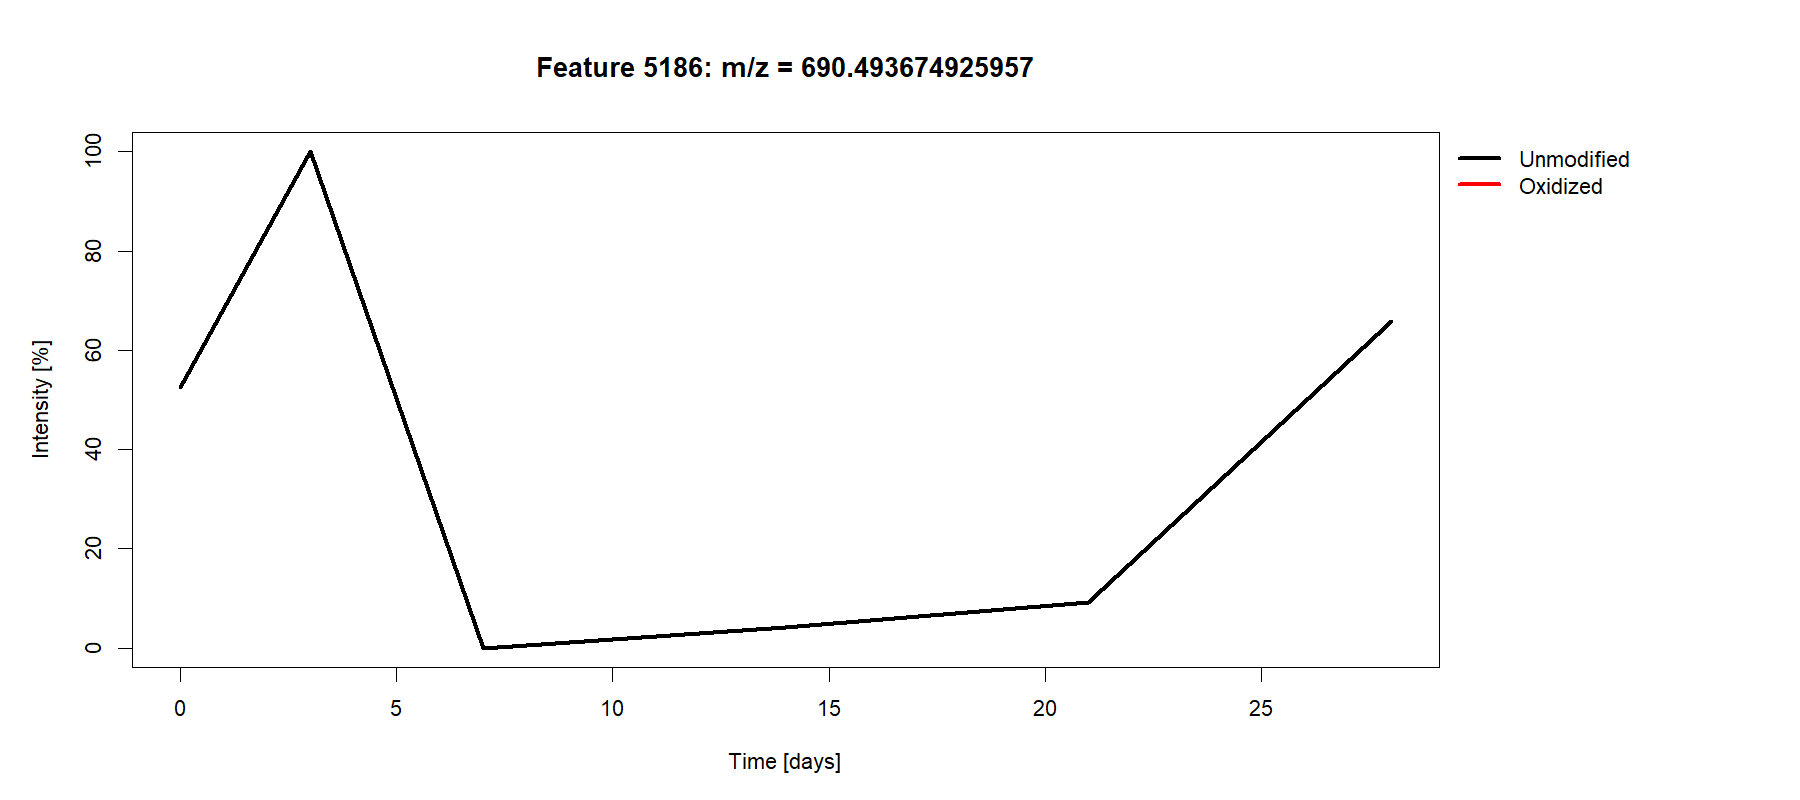 Feature 5186: m/z = 690.493674925957
Unmodified
Oxidized
Intensity [%]
100
80
60
40
20
0
0 5 10 15 20 25
Time [days]